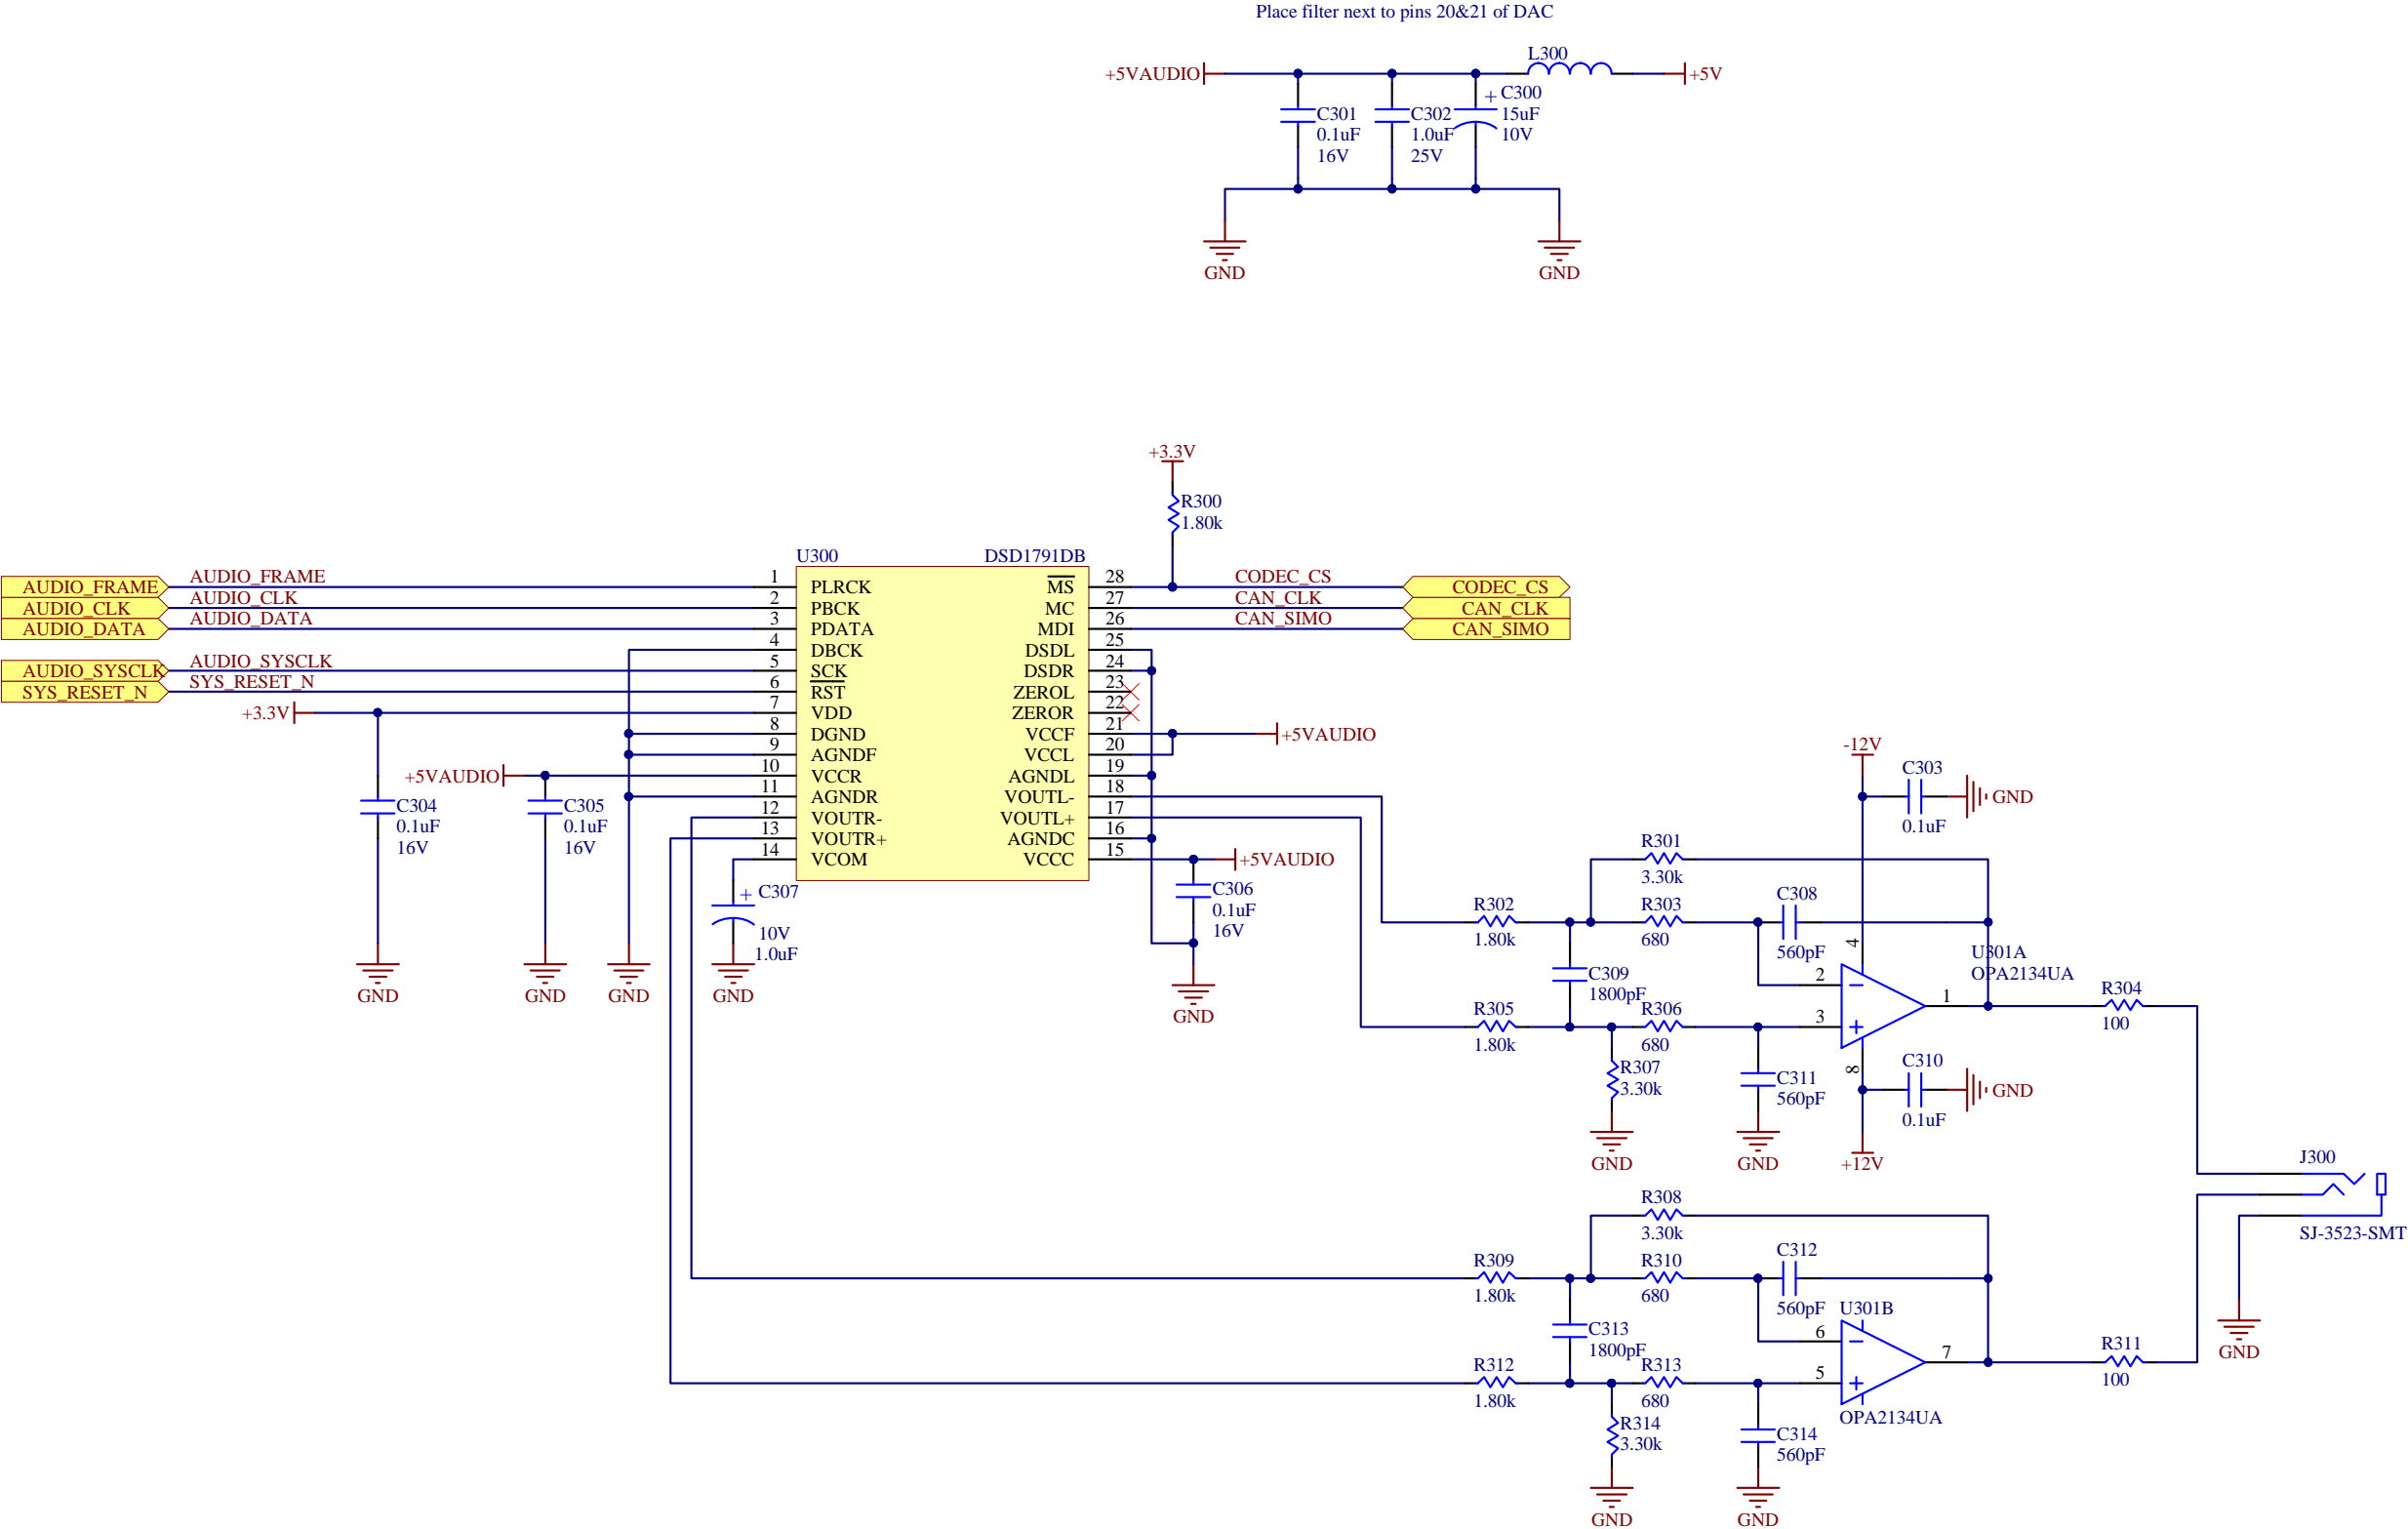 Place filter next to pins 20&21 of DAC
+5VAUDIO
L300
+5V
C301
0.1uF
16V
C302
1.0uF
25V
+ C300
15uF
10V
GND
GND
+3.3V
R300
1.80k
U300
DSD1791DB
AUDIO_FRAME
AUDIO_FRAME
AUDIO_CLK
AUDIO_CLK
AUDIO_DATA
AUDIO_DATA
AUDIO_SYSCLK
AUDIO_SYSCLK
SYS_RESET_N
SYS_RESET_N
+3.3V
+5VAUDIO
1 PLRCK
2 PBCK
3 PDATA
4 DBCK
5 SCK
6 RST
7 VDD
8 DGND
9 AGNDF
10 VCCR
11 AGNDR
12 VOUTR-
13 VOUTR+
14 VCOM
MS 28
MC 27
MDI 26
DSDL 25
DSDR 24
ZEROL 23
ZEROR 22
VCCF 21
VCCL 20
AGNDL 19
VOUTL- 18
VOUTL+ 17
AGNDC 16
VCCC 15
CODEC_CS
CODEC_CS
CAN_CLK
CAN_CLK
CAN_SIMO
CAN_SIMO
+5VAUDIO
+5VAUDIO
C304
0.1uF
16V
GND
C305
0.1uF
16V
GND
GND
+ C307
10V
1.0uF
GND
C306
0.1uF
16V
GND
-12V
C303
0.1uF
GND
R301
3.30k
R302
1.80k
R303
680
C308
560pF
C309
1800pF
R305
1.80k
R306
680
R307
3.30k
GND
C311
560pF
GND
4
2
3
8
1
U301A
OPA2134UA
R304
100
C310
0.1uF
GND
+12V
J300
SJ-3523-SMT
GND
R308
3.30k
R309
1.80k
R310
680
C312
560pF
C313
1800pF
R312
1.80k
R313
680
R314
3.30k
GND
C314
560pF
GND
U301B
6
5
7
OPA2134UA
R311
100